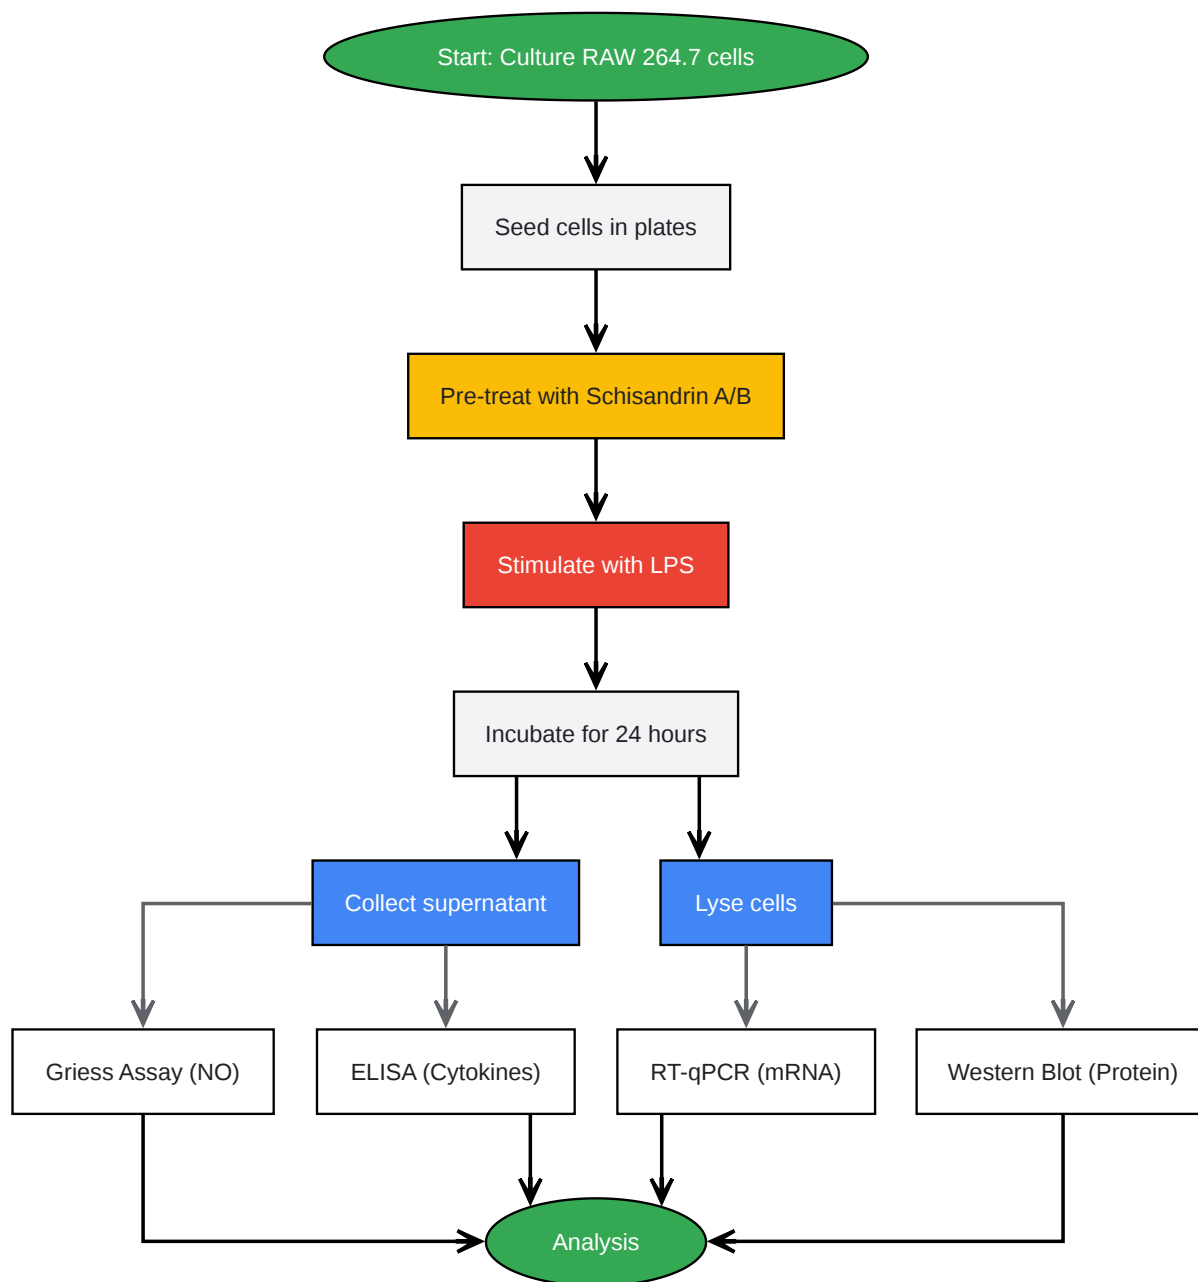 Start: Culture RAW 264.7 cells
Seed cells in plates
Pre-treat with Schisandrin A/B
Stimulate with LPS
Incubate for 24 hours
Collect supernatant
Lyse cells
Griess Assay (NO)
ELISA (Cytokines)
RT-qPCR (mRNA)
Western Blot (Protein)
Analysis